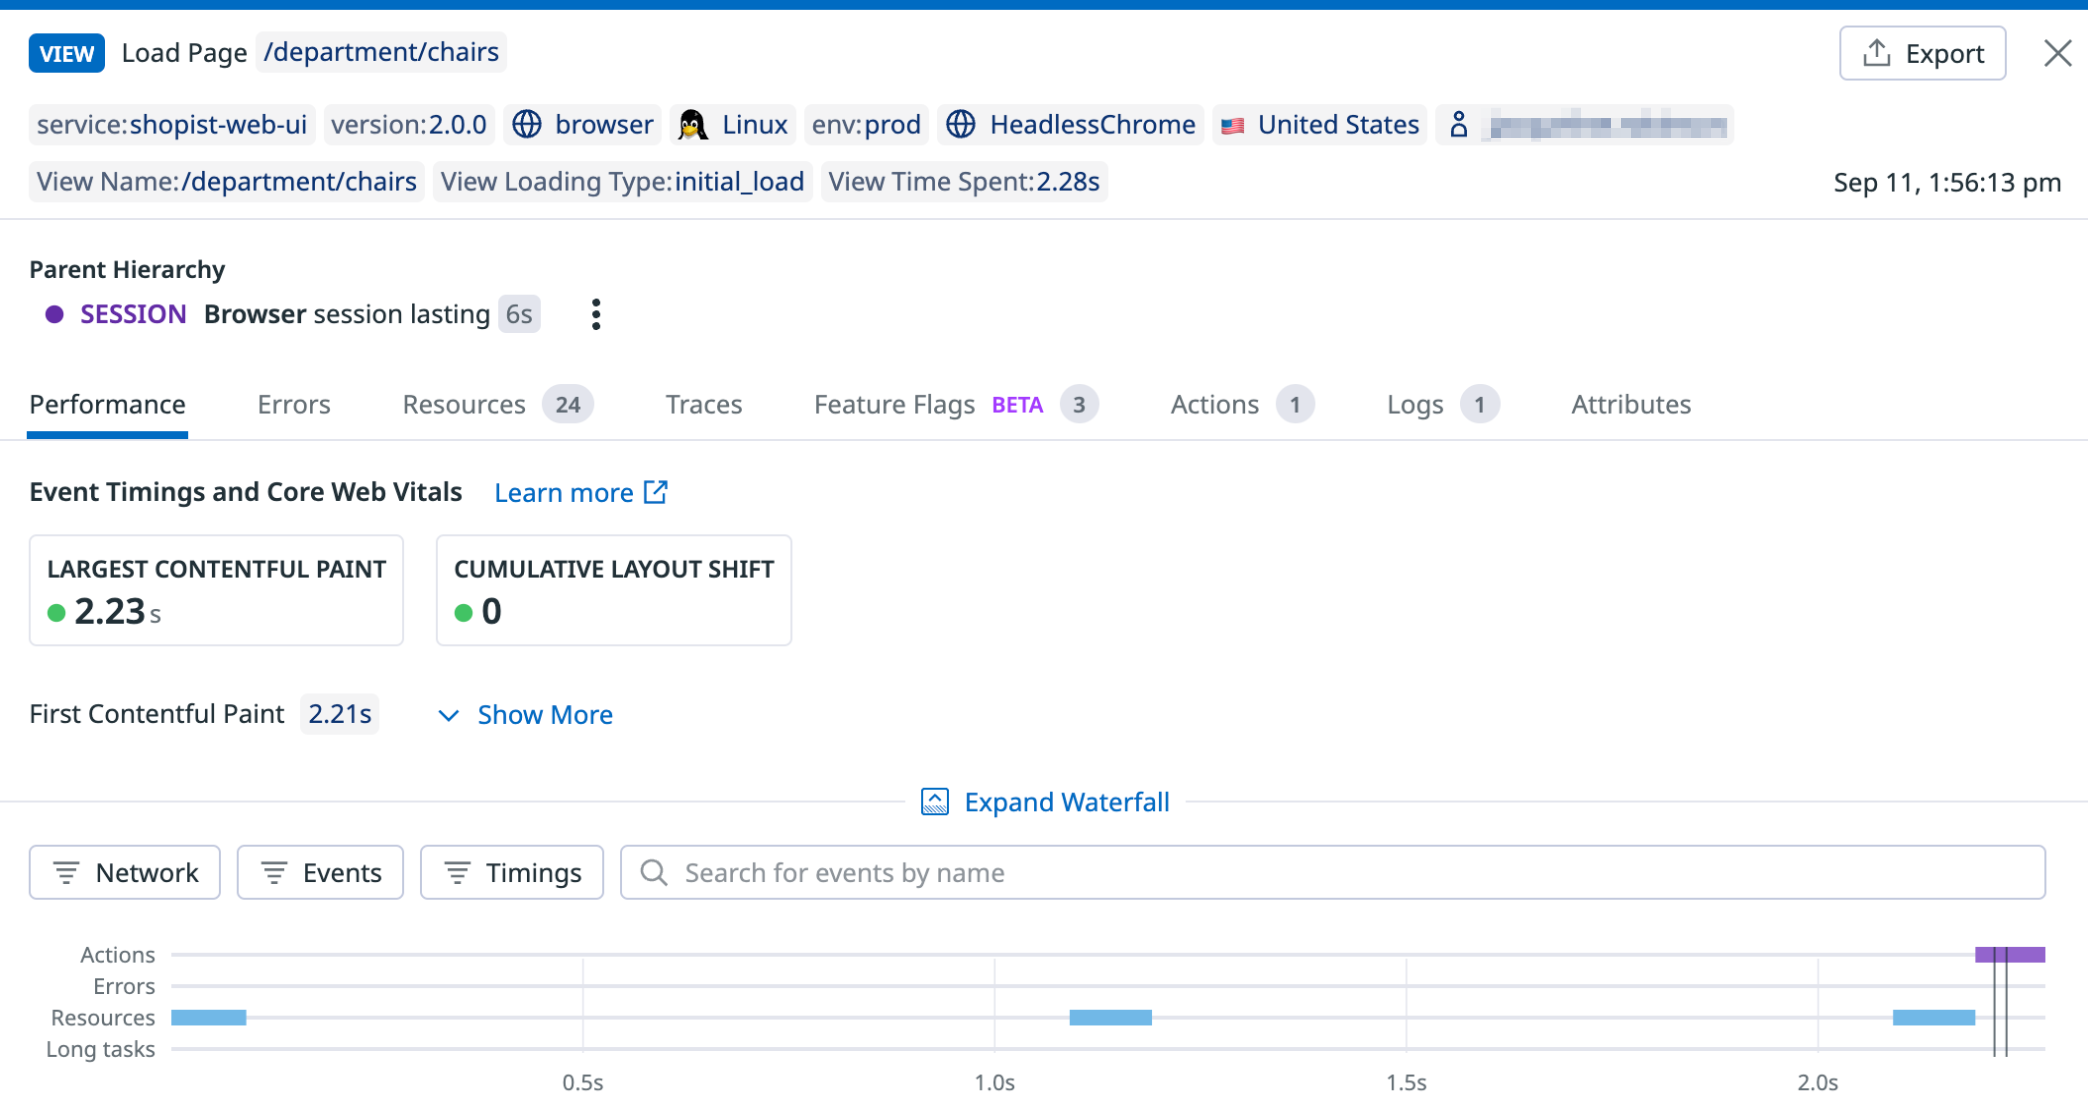 VIEW Load Page /department/chairs Export
service:shopist-web-ui version:2.0.0 browser Linux env:prod HeadlessChrome United States
View Name:/department/chairs View Loading Type:initial_load View Time Spent:2.28s Sep 11, 1:56:13 pm
Parent Hierarchy
SESSION Browser session lasting 6s
Performance Errors Resources 24 Traces Feature Flags BETA 3 Actions 1 Logs 1 Attributes
Event Timings and Core Web Vitals Learn more
LARGEST CONTENTFUL PAINT CUMULATIVE LAYOUT SHIFT
2.23 s 0
First Contentful Paint 2.21s Show More
Expand Waterfall
Network Events Timings Search for events by name
Actions
Errors
Resources
Long tasks
0.5s 1.0s 1.5s 2.0s